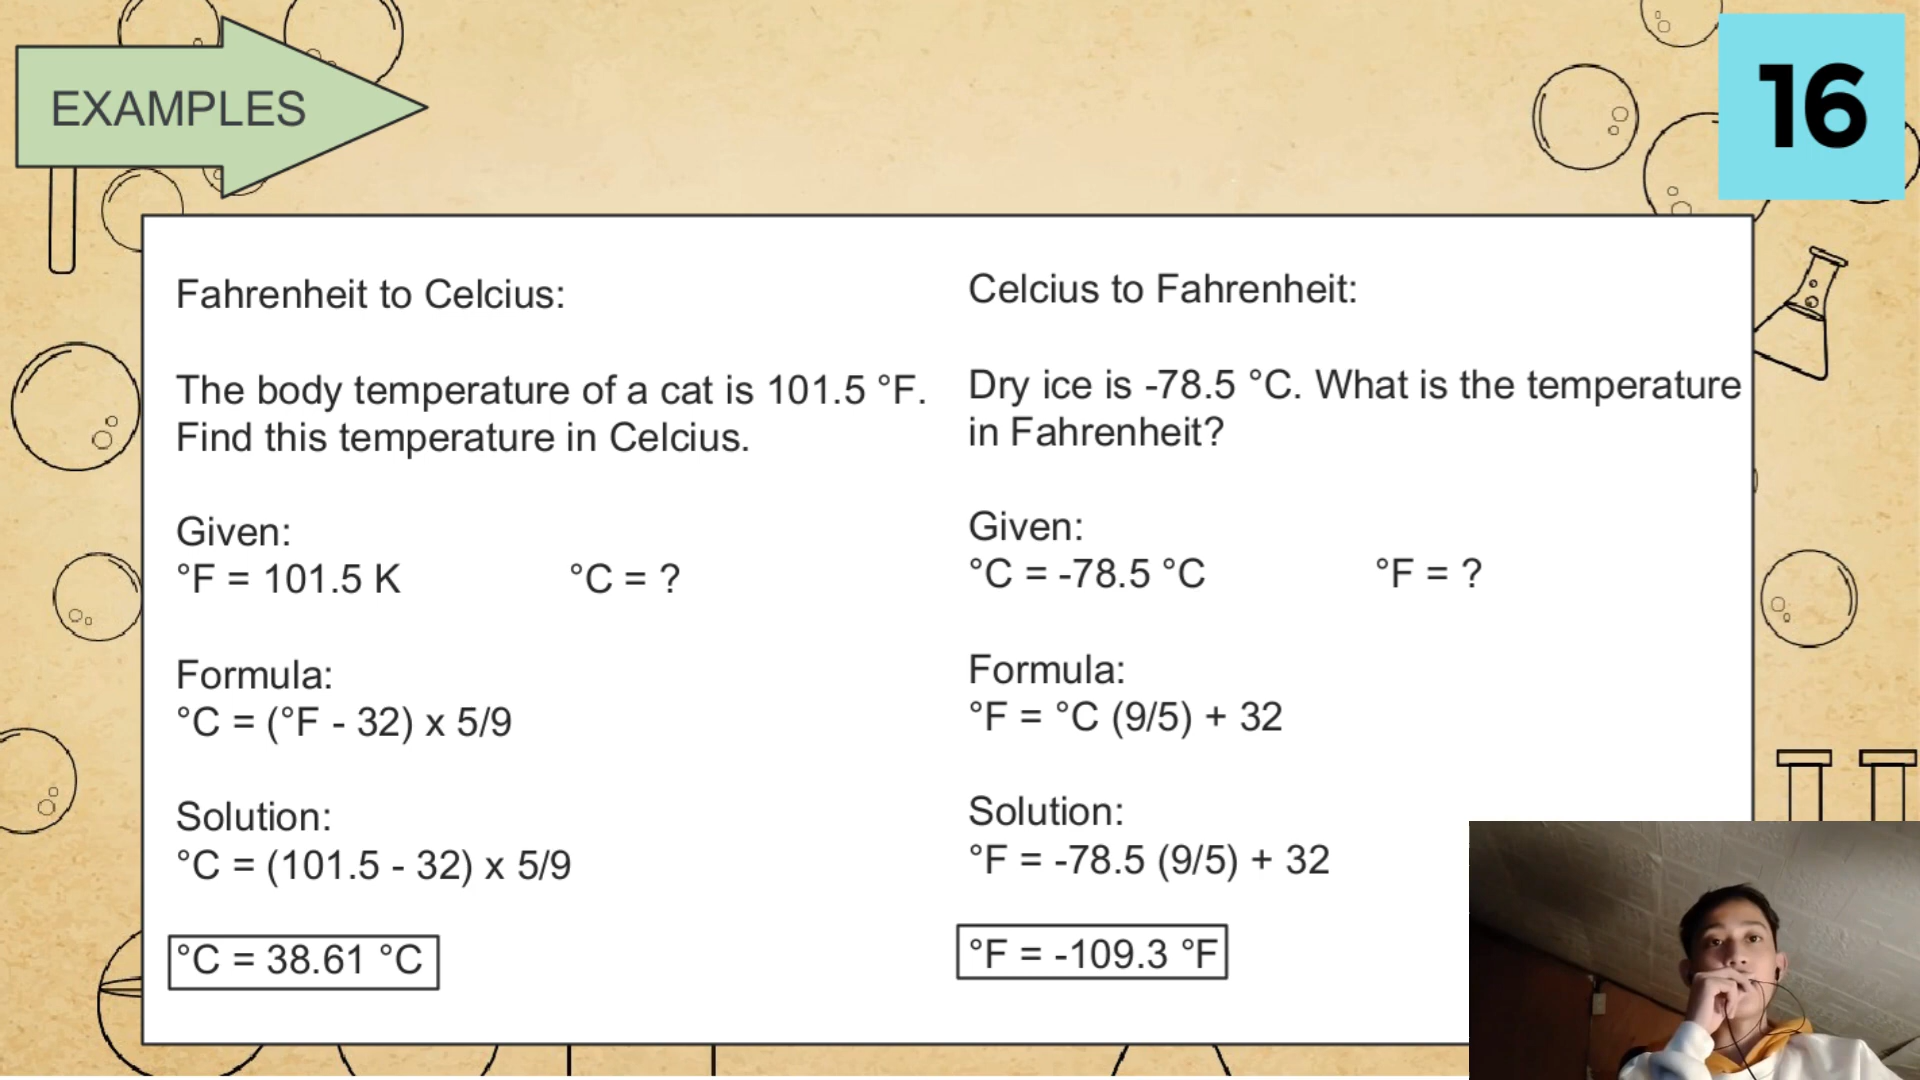 EXAMPLES
16
Fahrenheit to Celcius:
The body temperature of a cat is 101.5 °F.
Find this temperature in Celcius.
Given:
°F = 101.5 K °C = ?
Formula:
°C = (°F - 32) x 5/9
Solution:
°C = (101.5 - 32) x 5/9
°C = 38.61 °C
Celcius to Fahrenheit:
Dry ice is -78.5 °C. What is the temperature
in Fahrenheit?
Given:
°C = -78.5 °C °F = ?
Formula:
°F = °C (9/5) + 32
Solution:
°F = -78.5 (9/5) + 32
°F = -109.3 °F